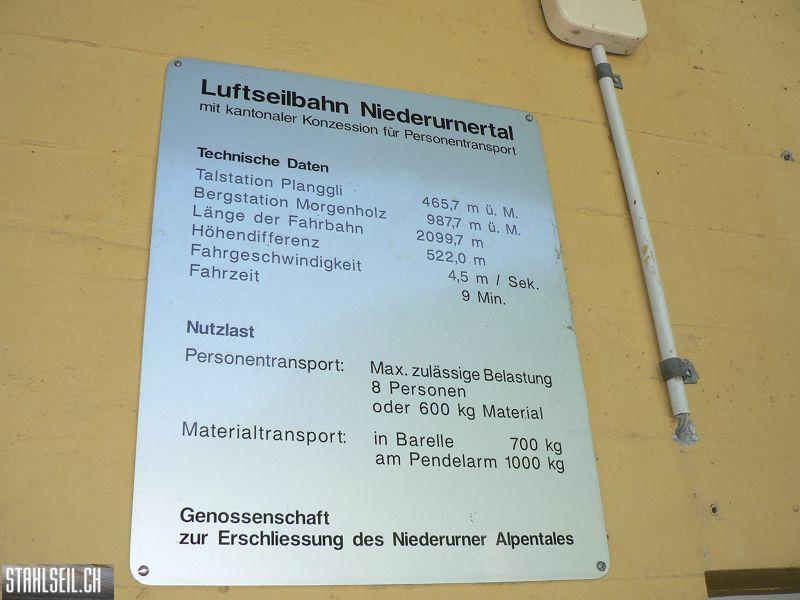 Luftseilbahn Niederurnertal
mit kantonaler Konzession für Personentransport
Technische Daten
Talstation Planggli 465,7 m ü. M.
Bergstation Morgenholz 987,7 m ü. M.
Länge der Fahrbahn 2099,7 m
Höhendifferenz 522,0 m
Fahrgeschwindigkeit 4,5 m / Sek.
Fahrzeit 9 Min.
Nutzlast
Personentransport: Max. zulässige Belastung
8 Personen
oder 600 kg Material
Materialtransport: in Barelle 700 kg
am Pendelarm 1000 kg
Genossenschaft
zur Erschliessung des Niederurner Alpentales
STAHLSEIL.CH